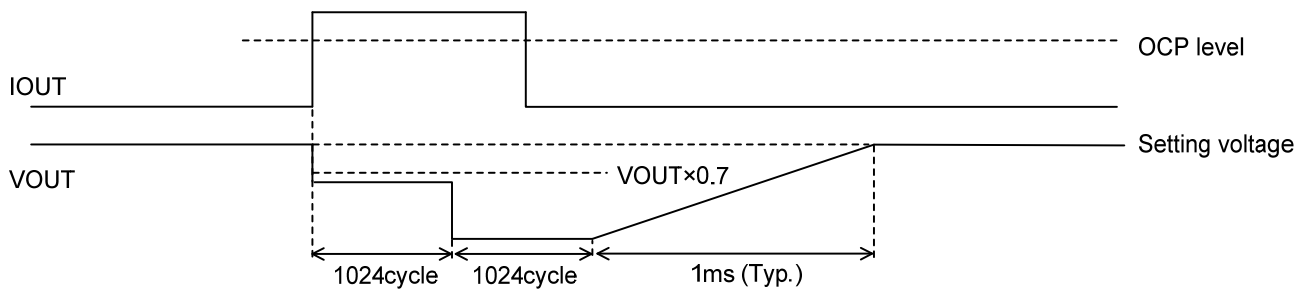 OCP level
IOUT
Setting voltage
VOUT
VOUT×0.7
1024cycle
1024cycle
1ms (Typ.)